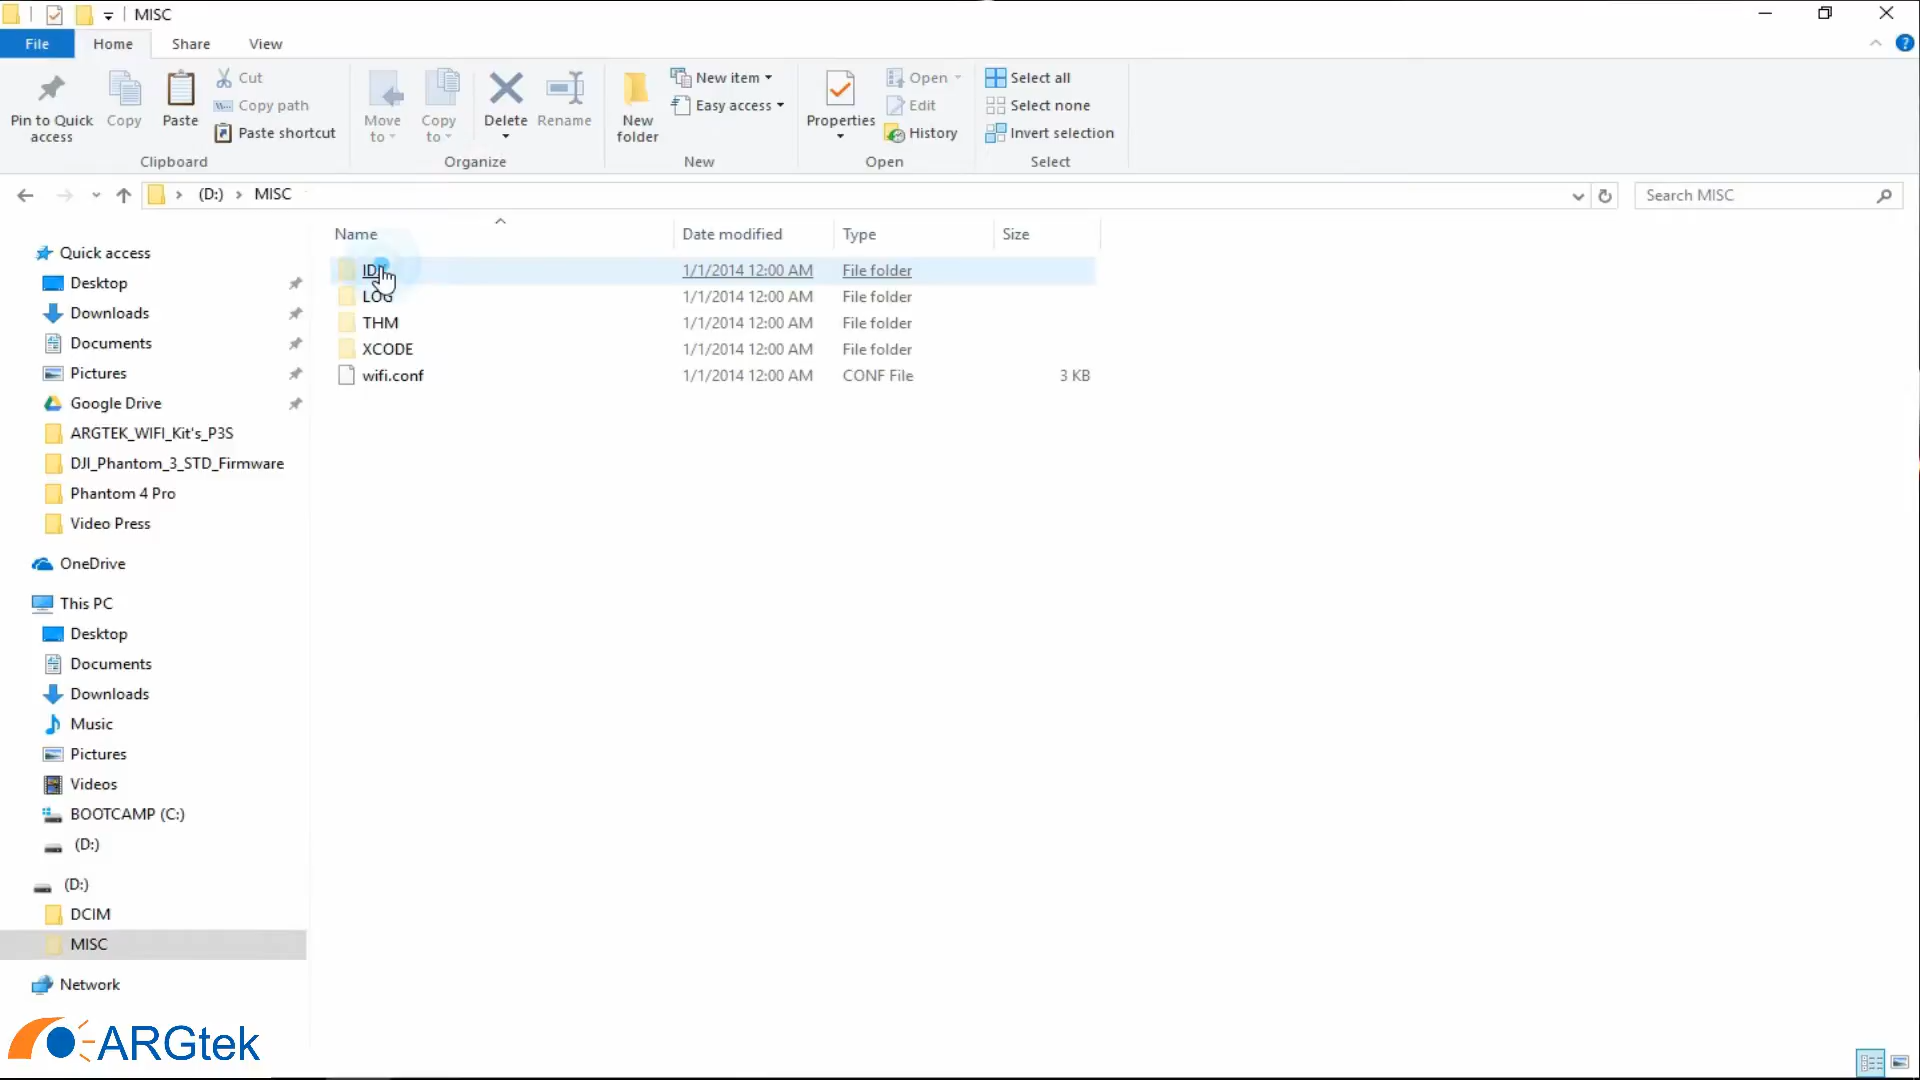 MISC
File Home Share View
Pin to Quick access
Copy
Paste
Cut
Copy path
Paste shortcut
Clipboard
Move to
Copy to
Delete
Rename
Organize
New folder
New item
Easy access
New
Properties
Open
Edit
History
Open
Select all
Select none
Invert selection
Select
(D:) MISC
Search MISC
Name Date modified Type Size
1/1/2014 12:00 AM File folder
LOG 1/1/2014 12:00 AM File folder
THM 1/1/2014 12:00 AM File folder
XCODE 1/1/2014 12:00 AM File folder
wifi.conf 1/1/2014 12:00 AM CONF File 3 KB
Quick access
Desktop
Downloads
Documents
Pictures
Google Drive
ARGTEK_WIFI_Kit's_P3S
DJI_Phantom_3_STD_Firmware
Phantom 4 Pro
Video Press
OneDrive
This PC
Desktop
Documents
Downloads
Music
Pictures
Videos
BOOTCAMP (C:)
(D:)
(D:)
DCIM
MISC
Network
ARGtek